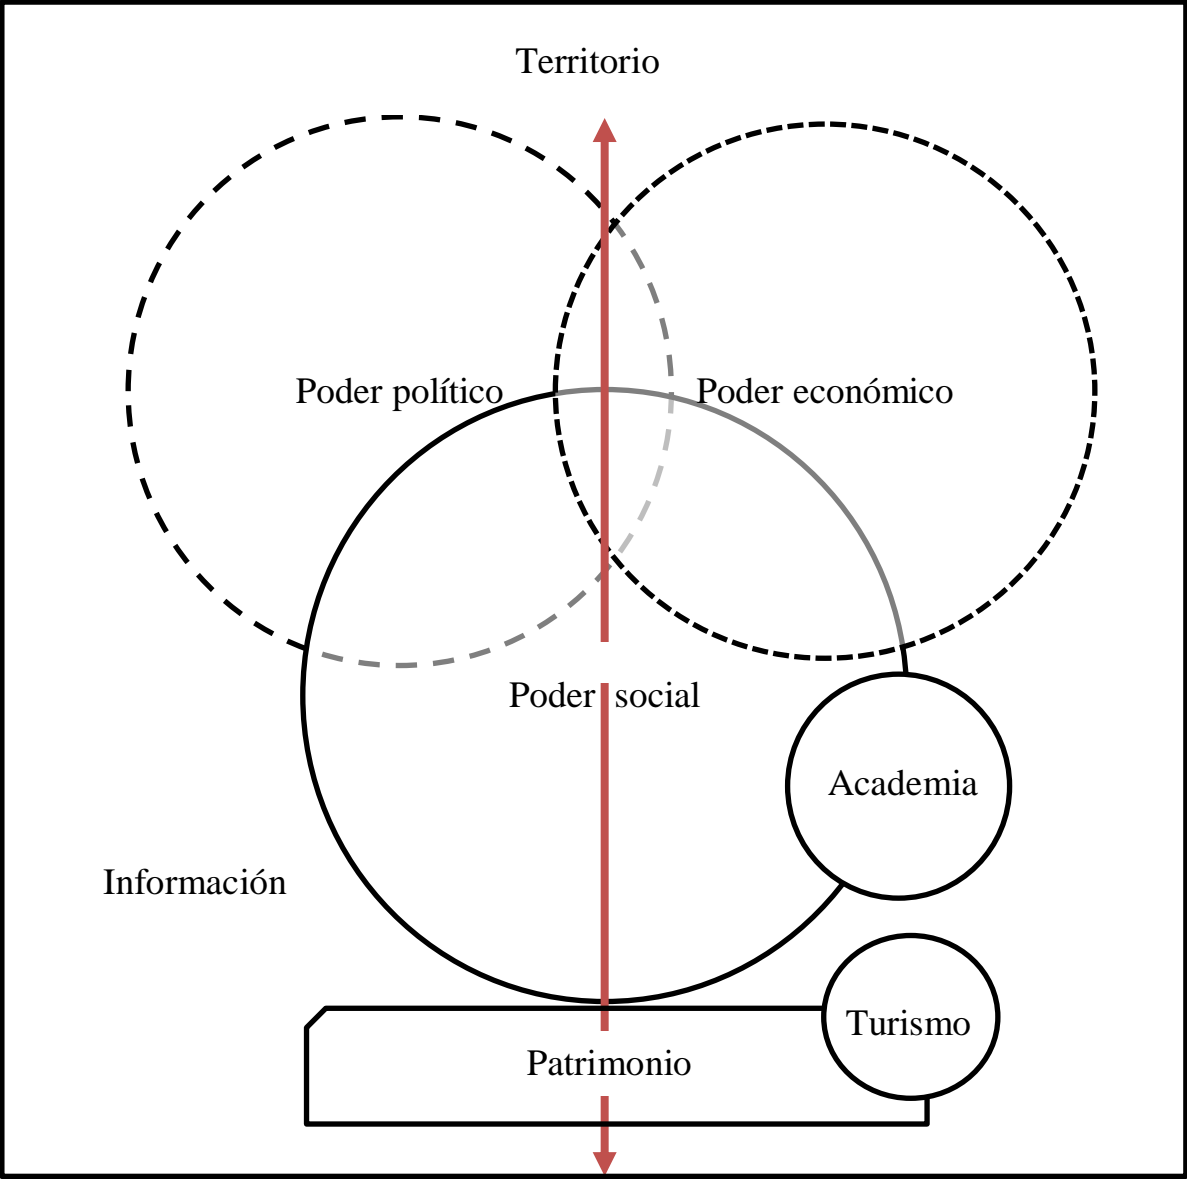 Territorio
Poder político
Poder económico
Poder social
Academia
Información
Turismo
Patrimonio